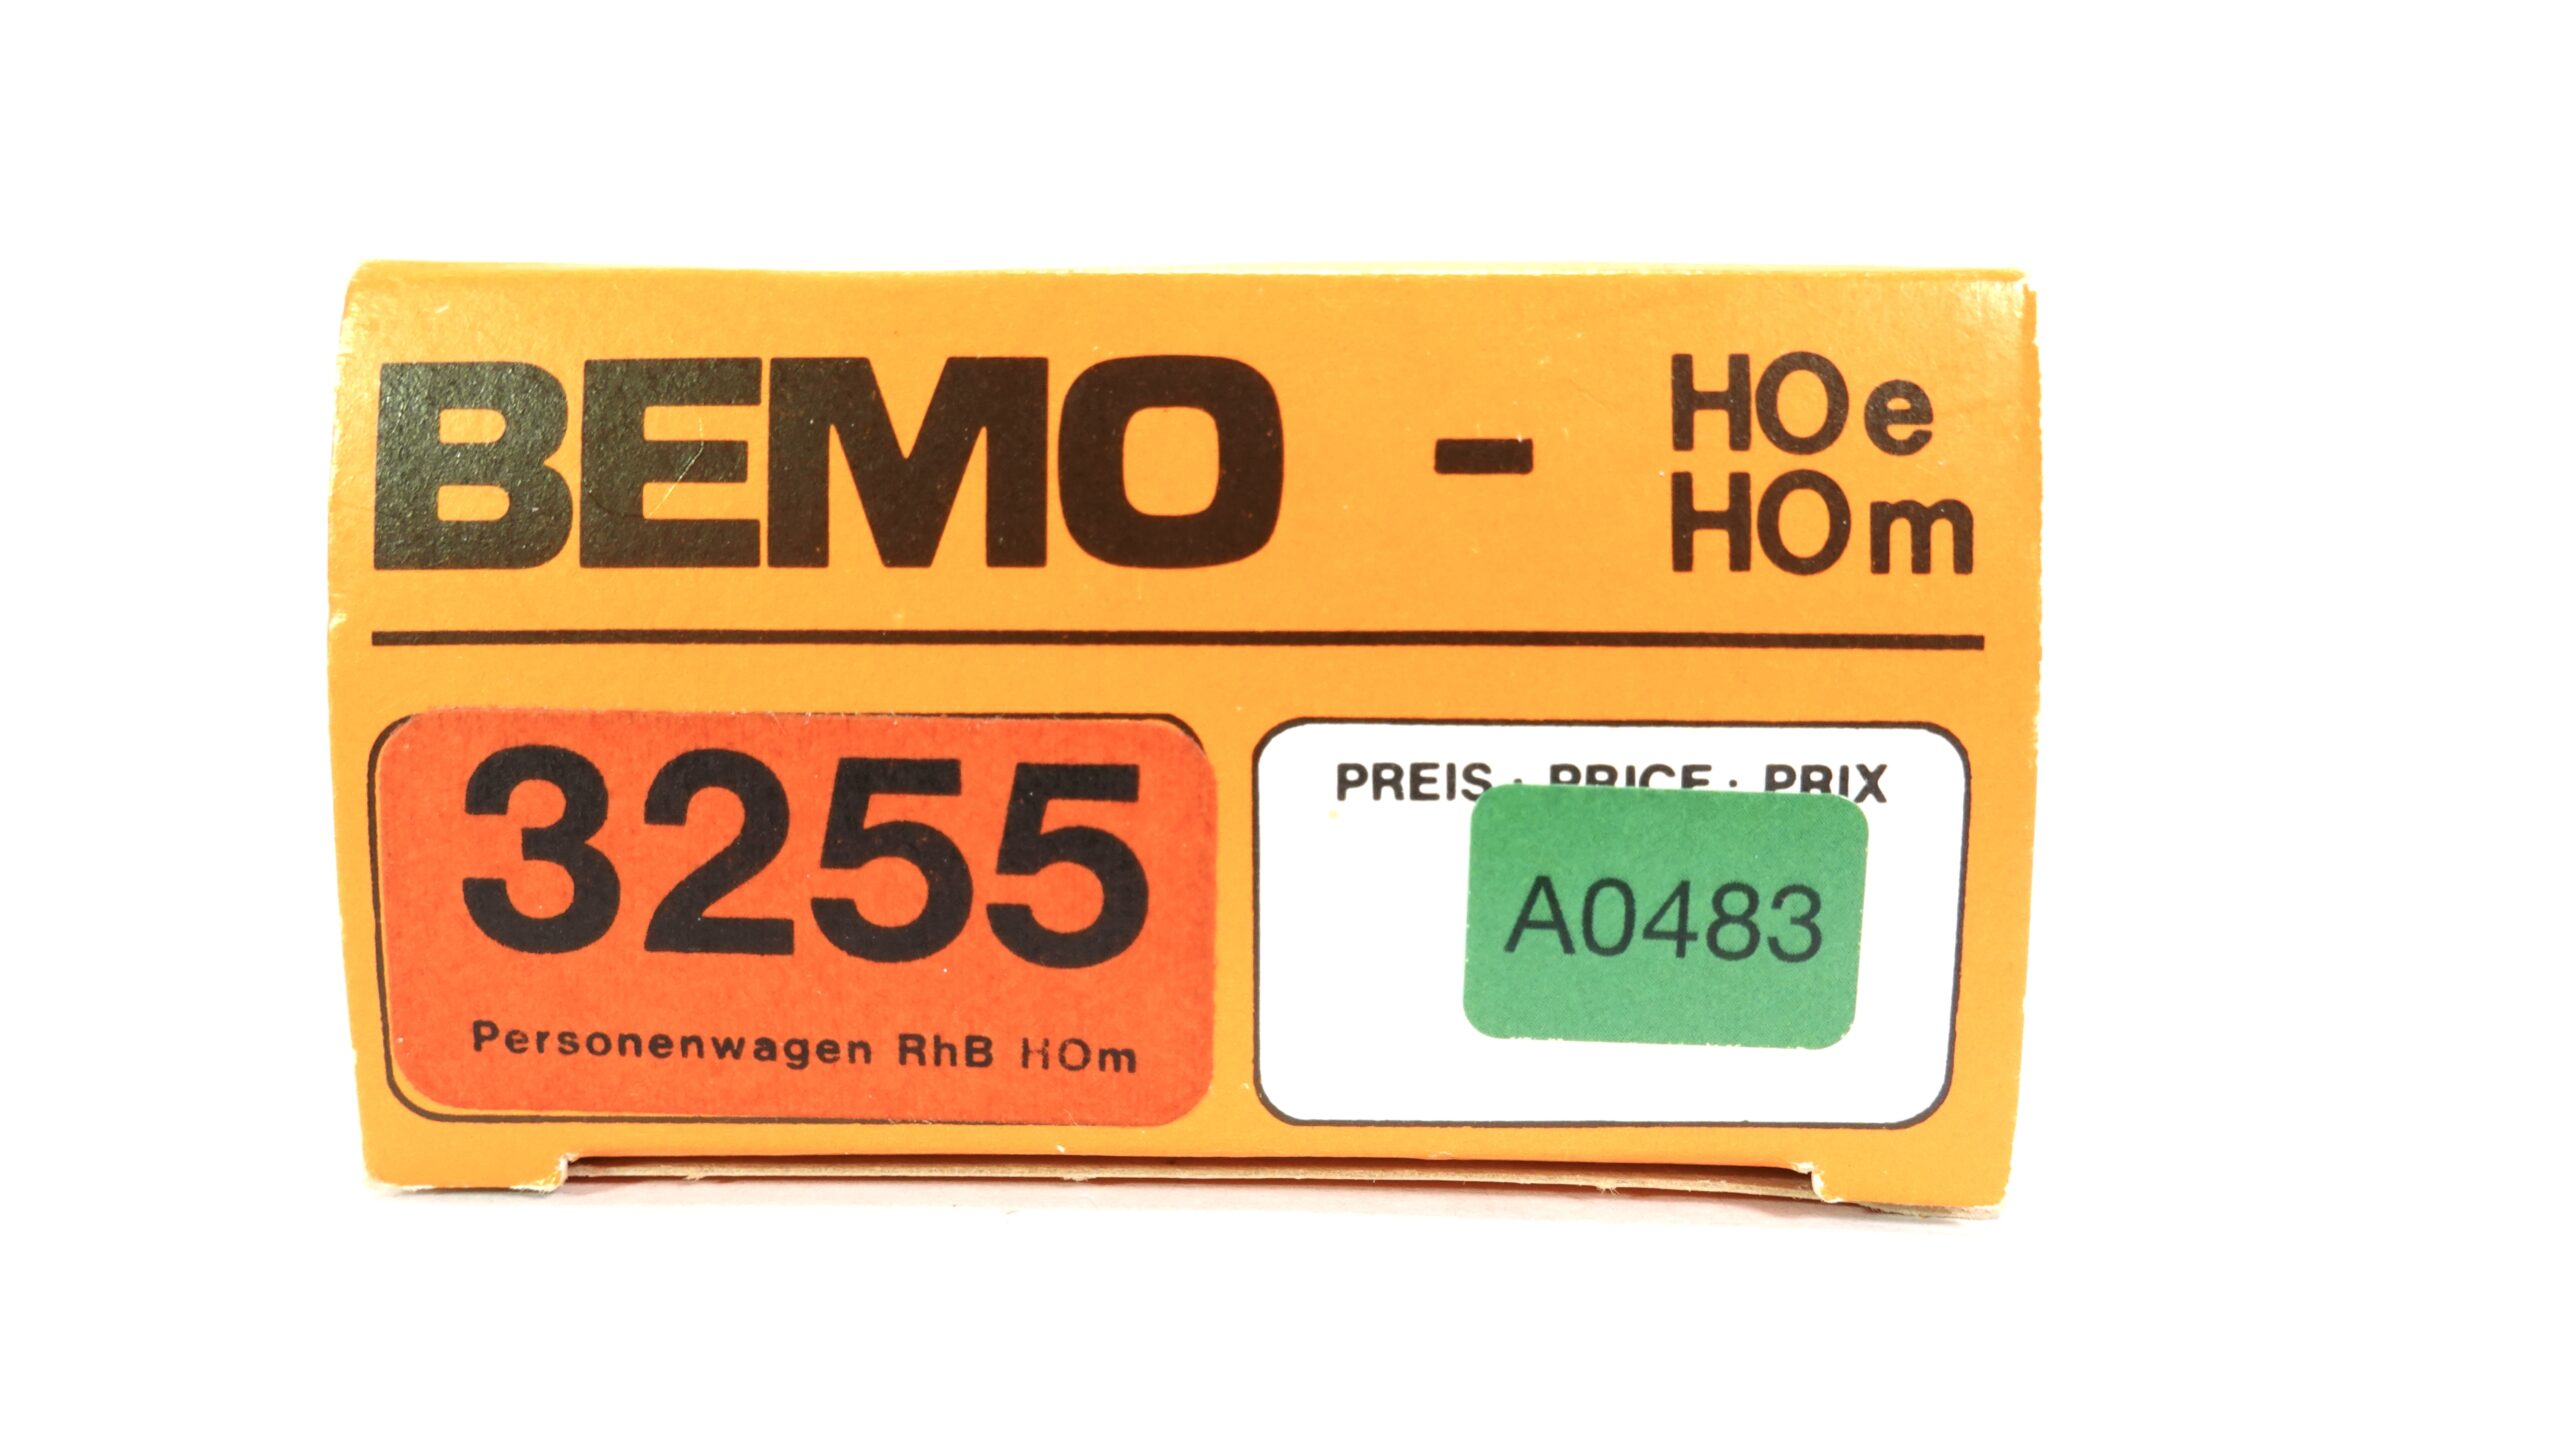 BEMO - HOe
HOm
3255
Personenwagen RhB HOm
PREIS · PRICE · PRIX
A0483